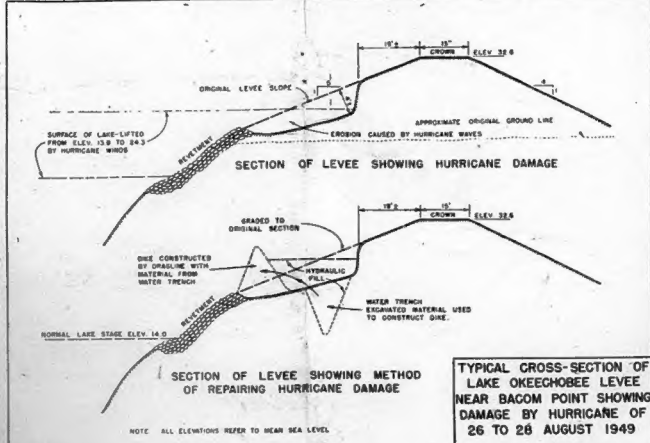 15'±
15'
CROWN
ELEV 32.6
ORIGINAL LEVEE SLOPE
4
1
APPROXIMATE ORIGINAL GROUND LINE
SURFACE OF LAKE-LIFTED
FROM ELEV. 13.9 TO 24.3
BY HURRICANE WINDS
REVETMENT
EROSION CAUSED BY HURRICANE WAVES
SECTION OF LEVEE SHOWING HURRICANE DAMAGE
15'
CROWN
ELEV 32.6
GRADED TO
ORIGINAL SECTION
DIKE CONSTRUCTED
BY DRAGLINE WITH
MATERIAL FROM
WATER TRENCH
HYDRAULIC
FILL
REVETMENT
WATER TRENCH
EXCAVATED MATERIAL USED
TO CONSTRUCT DIKE.
NORMAL LAKE STAGE ELEV. 14.0
SECTION OF LEVEE SHOWING METHOD
OF REPAIRING HURRICANE DAMAGE
NOTE ALL ELEVATIONS REFER TO MEAN SEA LEVEL
TYPICAL CROSS-SECTION OF
LAKE OKEECHOBEE LEVEE
NEAR BACOM POINT SHOWING
DAMAGE BY HURRICANE OF
26 TO 28 AUGUST 1949